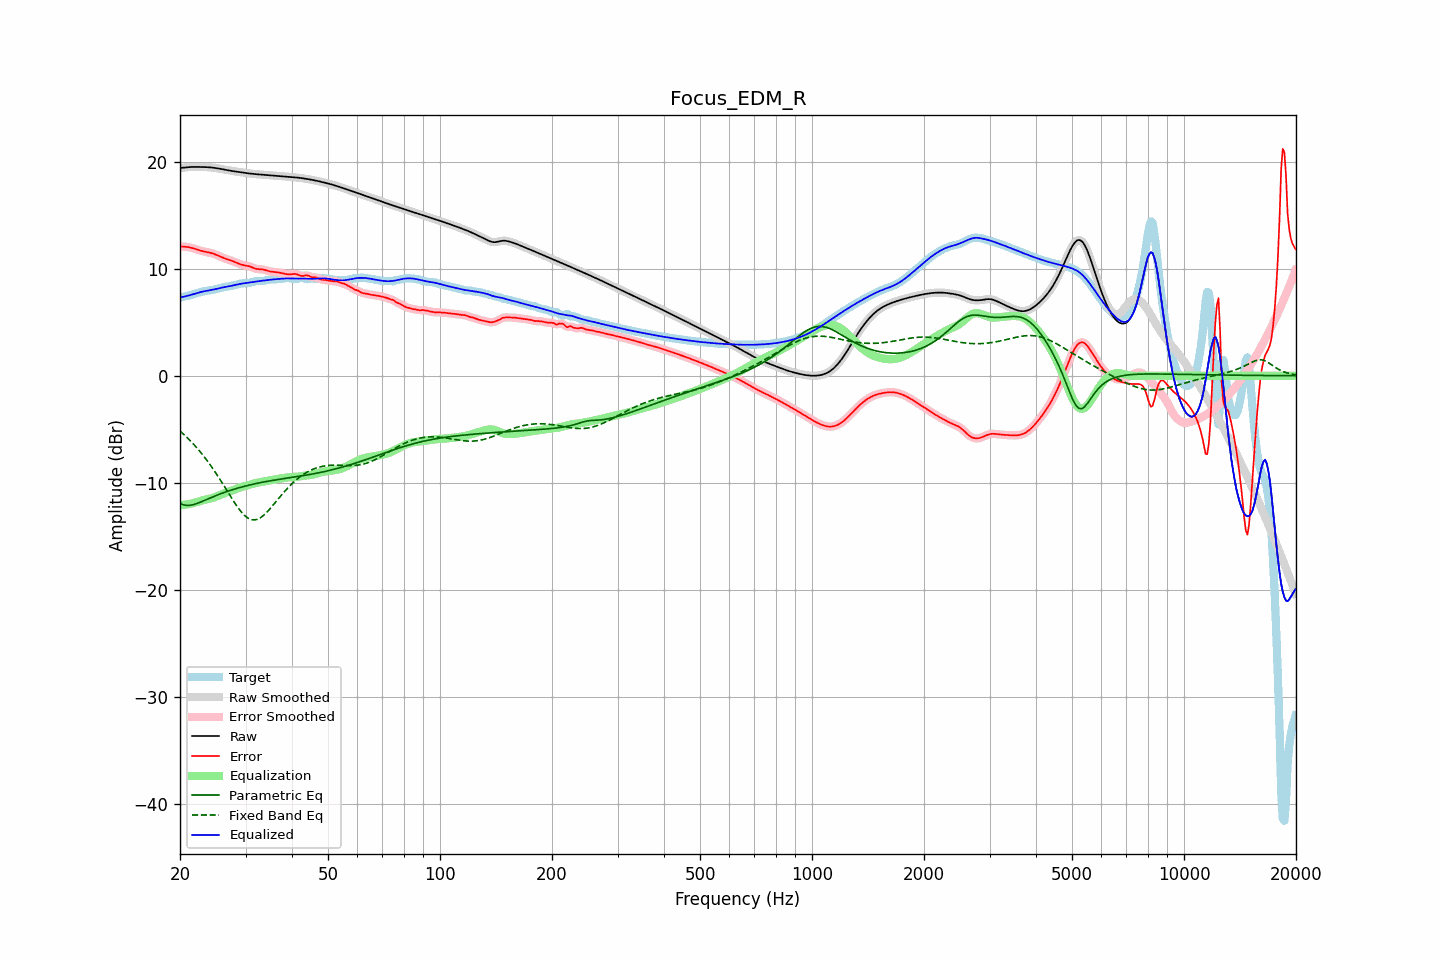 Focus_EDM_R
Amplitude (dBr)
20
10
0
−10
−20
−30
−40
Target
Raw Smoothed
Error Smoothed
Raw
Error
Equalization
Parametric Eq
Fixed Band Eq
Equalized
20 50 100 200 500 1000 2000 5000 10000 20000
Frequency (Hz)